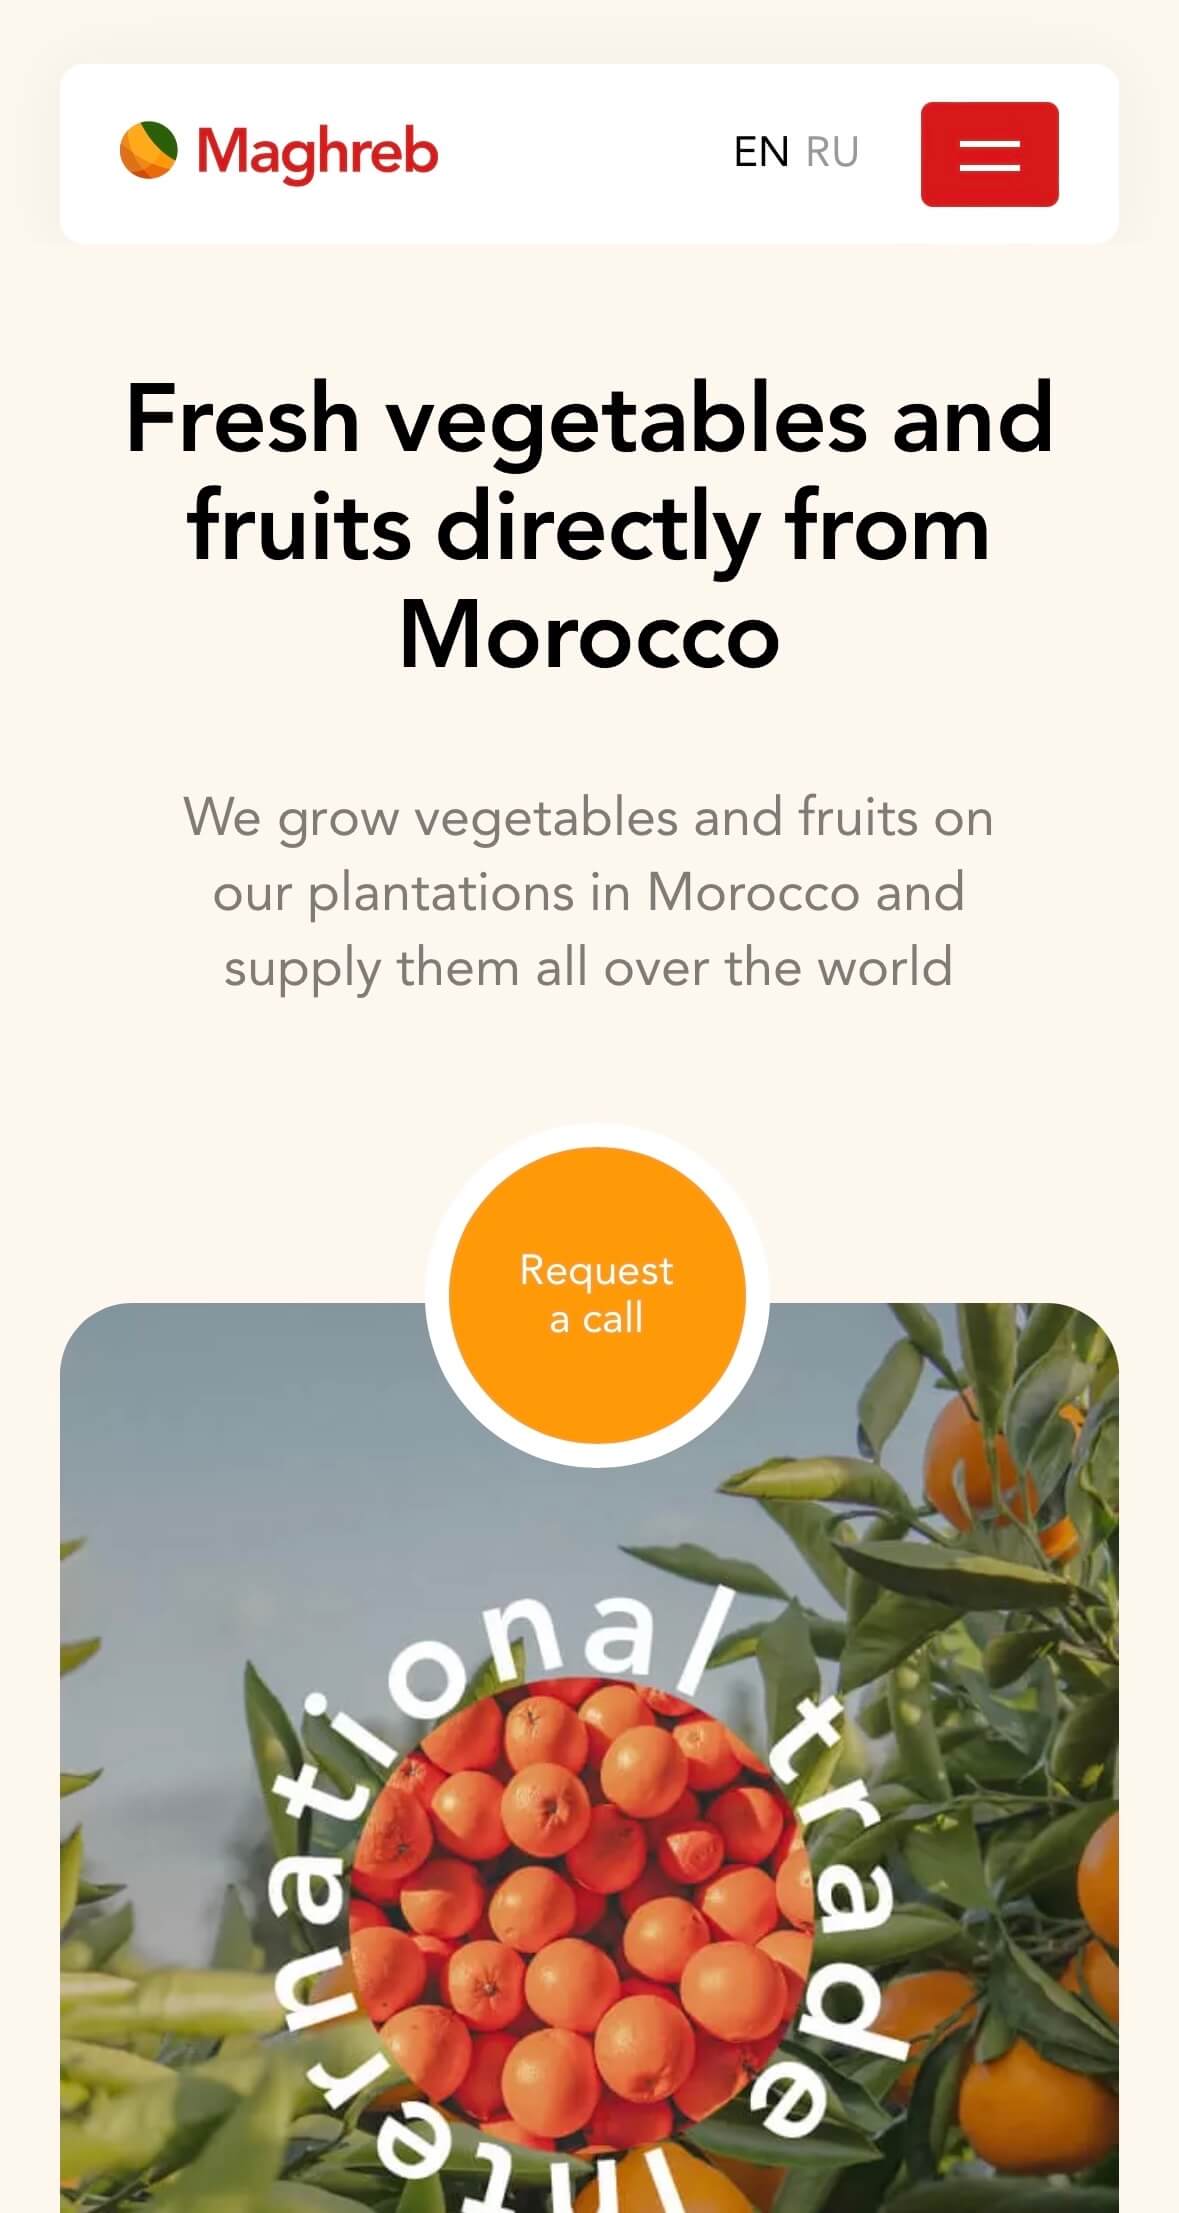 Maghreb
EN RU
Fresh vegetables and
fruits directly from
Morocco
We grow vegetables and fruits on
our plantations in Morocco and
supply them all over the world
Request
a call
International trade